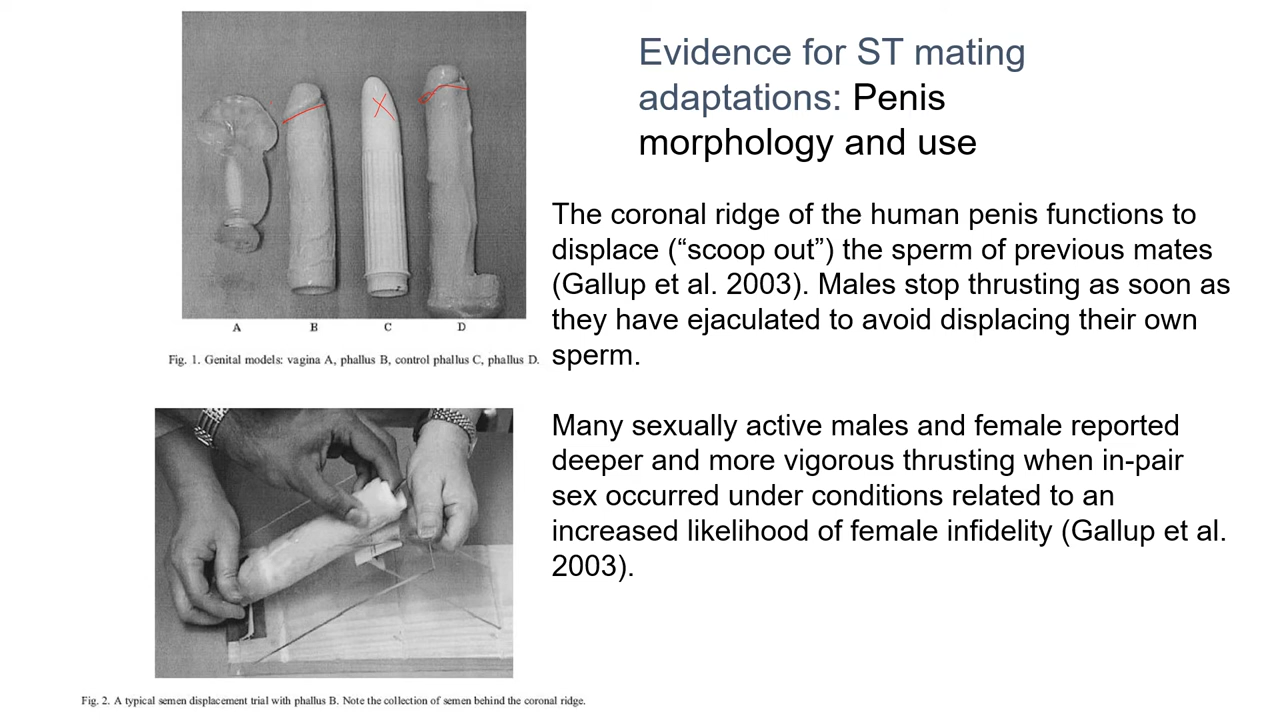 Evidence for ST mating
adaptations: Penis
morphology and use
The coronal ridge of the human penis functions to
displace (“scoop out”) the sperm of previous mates
(Gallup et al. 2003). Males stop thrusting as soon as
they have ejaculated to avoid displacing their own
sperm.
Many sexually active males and female reported
deeper and more vigorous thrusting when in-pair
sex occurred under conditions related to an
increased likelihood of female infidelity (Gallup et al.
2003).
A B C D
Fig. 1. Genital models: vagina A, phallus B, control phallus C, phallus D.
Fig. 2. A typical semen displacement trial with phallus B. Note the collection of semen behind the coronal ridge.